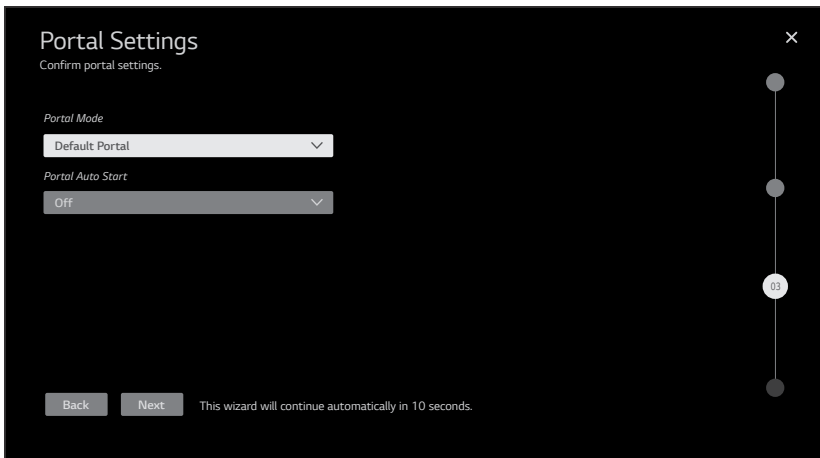 Portal Settings
Confirm portal settings.
Portal Mode
Default Portal
Portal Auto Start
Off
03
Back
Next
This wizard will continue automatically in 10 seconds.